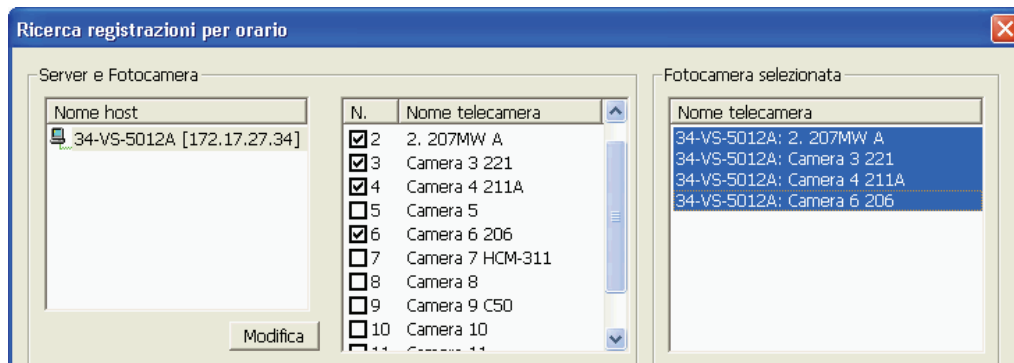 Ricerca registrazioni per orario
Server e Fotocamera
Nome host
34-VS-5012A [172.17.27.34]
Modifica
N. Nome telecamera
2 2. 207MW A
3 Camera 3 221
4 Camera 4 211A
5 Camera 5
6 Camera 6 206
7 Camera 7 HCM-311
8 Camera 8
9 Camera 9 C50
10 Camera 10
11 Camera 11
Fotocamera selezionata
Nome telecamera
34-VS-5012A: 2. 207MW A
34-VS-5012A: Camera 3 221
34-VS-5012A: Camera 4 211A
34-VS-5012A: Camera 6 206